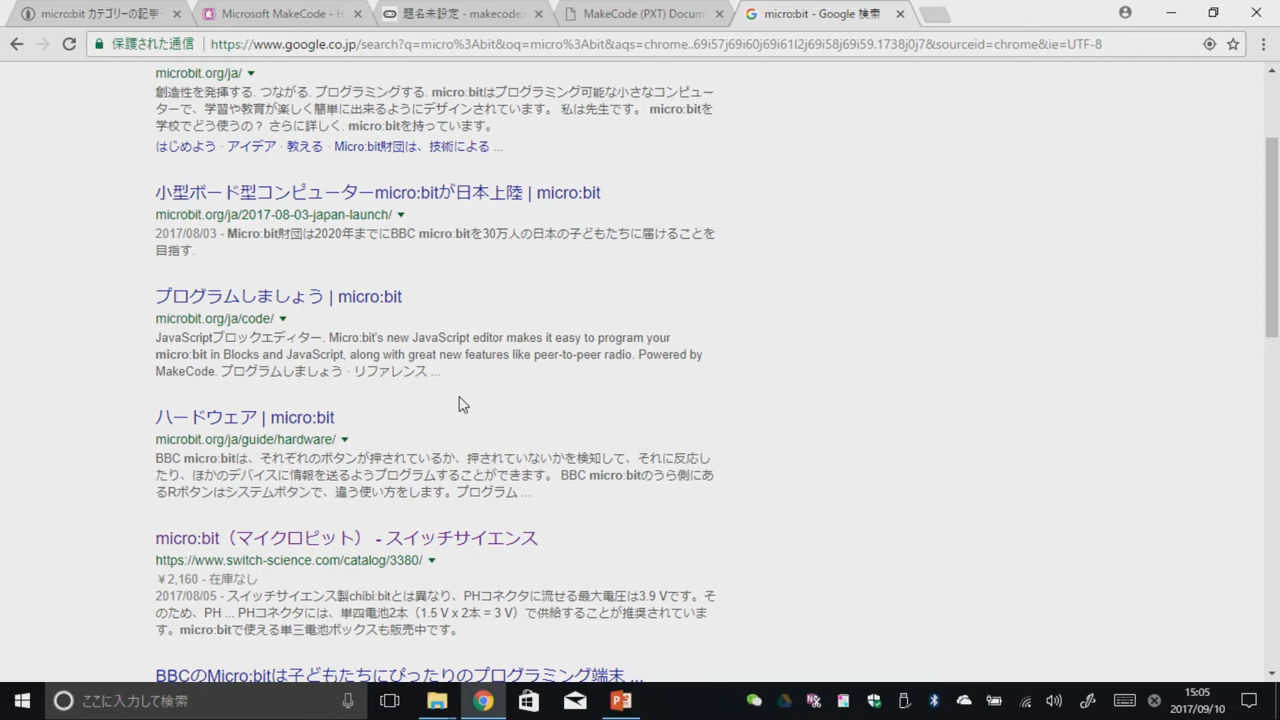 micro:bit カテゴリーの記事
Microsoft MakeCode - H
題名未設定 - makecode.
MakeCode (PXT) Docum
micro:bit - Google 検索
保護された通信
https://www.google.co.jp/search?q=micro%3Abit&oq=micro%3Abit&aqs=chrome..69i57j69i60j69i61l2j69i58j69i59.1738j0j7&sourceid=chrome&ie=UTF-8
microbit.org/ja/
創造性を発揮する. つながる. プログラミングする. micro:bitはプログラミング可能な小さなコンピュー
ターで、学習や教育が楽しく簡単に出来るようにデザインされています。 私は先生です。 micro:bitを
学校でどう使うの？ さらに詳しく. micro:bitを持っています。
はじめよう · アイデア · 教える · Micro:bit財団は、技術による ...
小型ボード型コンピューターmicro:bitが日本上陸 | micro:bit
microbit.org/ja/2017-08-03-japan-launch/
2017/08/03 - Micro:bit財団は2020年までにBBC micro:bitを30万人の日本の子どもたちに届けることを
目指す.
プログラムしましょう | micro:bit
microbit.org/ja/code/
JavaScriptブロックエディター. Micro:bit's new JavaScript editor makes it easy to program your
micro:bit in Blocks and JavaScript, along with great new features like peer-to-peer radio. Powered by
MakeCode. プログラムしましょう · リファレンス ...
ハードウェア | micro:bit
microbit.org/ja/guide/hardware/
BBC micro:bitは、それぞれのボタンが押されているか、押されていないかを検知して、それに反応し
たり、ほかのデバイスに情報を送るようプログラムすることができます。 BBC micro:bitのうら側にあ
るRボタンはシステムボタンで、違う使い方をします。プログラム ...
micro:bit（マイクロビット） - スイッチサイエンス
https://www.switch-science.com/catalog/3380/
￥2,160 - 在庫なし
2017/08/05 - スイッチサイエンス製chibi:bitとは異なり、PHコネクタに流せる最大電圧は3.9 Vです。そ
のため、PH ... PHコネクタには、単四電池2本（1.5 V x 2本 = 3 V）で供給することが推奨されていま
す。micro:bitで使える単三電池ボックスも販売中です。
BBCのMicro:bitは子どもたちにぴったりのプログラミング端末 ...
ここに入力して検索
15:05
2017/09/10